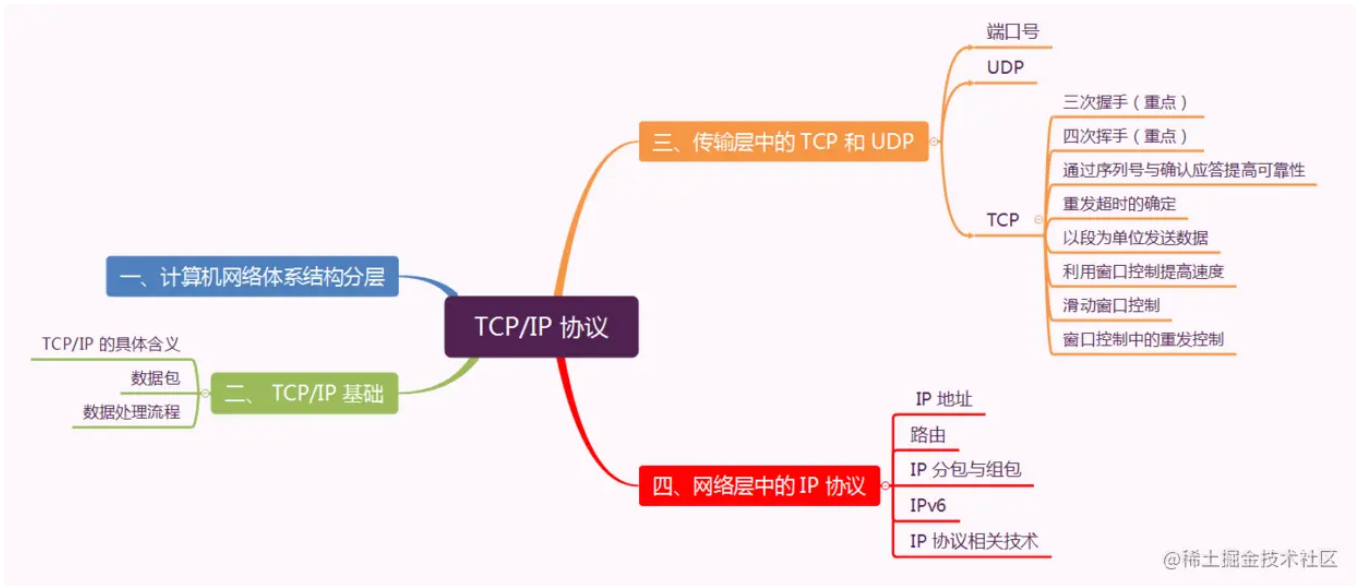 TCP/IP 协议
一、计算机网络体系结构分层
二、 TCP/IP 基础
TCP/IP 的具体含义
数据包
数据处理流程
三、传输层中的 TCP 和 UDP
端口号
UDP
TCP
三次握手（重点）
四次挥手（重点）
通过序列号与确认应答提高可靠性
重发超时的确定
以段为单位发送数据
利用窗口控制提高速度
滑动窗口控制
窗口控制中的重发控制
四、网络层中的 IP 协议
IP 地址
路由
IP 分包与组包
IPv6
IP 协议相关技术
@稀土掘金技术社区